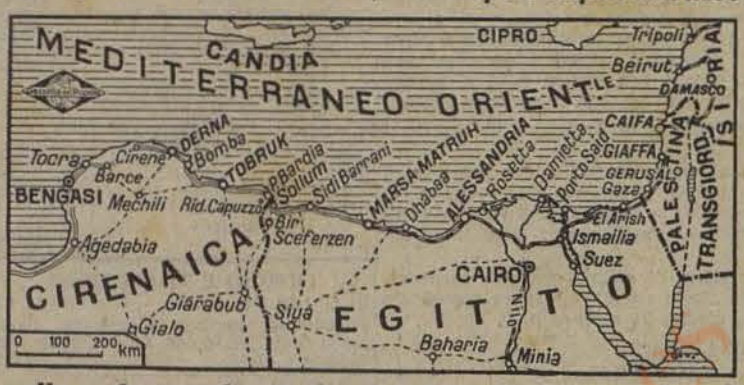 MEDITERRANEO ORIENT.LE
CANDIA
CIPRO
Tripoli
Beirut
DAMASCO
SIRIA
CAIFA
GIAFFA
GERUSAL
Gaza
PALESTINA
TRANSGIORD.
DERNA
Cirene
Bomba
Tocra
Barce
BENGASI
Mechili
TOBRUK
Rid. Capuzzo
Bardia
Sollum
Sidi Barrani
MARSA MATRUH
Dhabaa
ALESSANDRIA
Rosetta
Damietta
Porto Said
El Arish
Ismailia
Suez
Bir
Sceferzen
Agedabia
CIRENAICA
Giarabub
Gialo
Siua
EGITTO
CAIRO
Nilo
Baharia
Minia
0 100 200 km